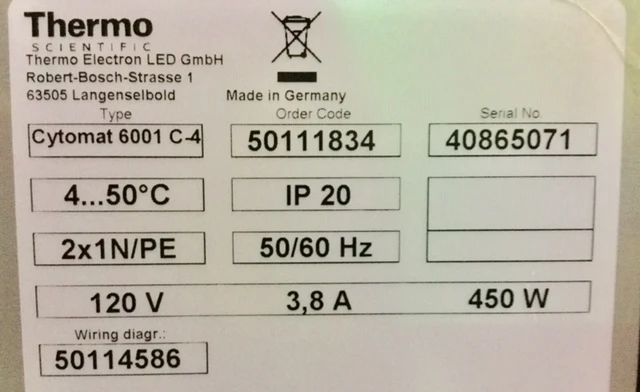 Thermo
SCIENTIFIC
Thermo Electron LED GmbH
Robert-Bosch-Strasse 1
63505 Langenselbold
Made in Germany
Type Order Code Serial No.
Cytomat 6001 C-4 50111834 40865071
4...50°C IP 20
2x1N/PE 50/60 Hz
120 V 3,8 A 450 W
Wiring diagr.:
50114586